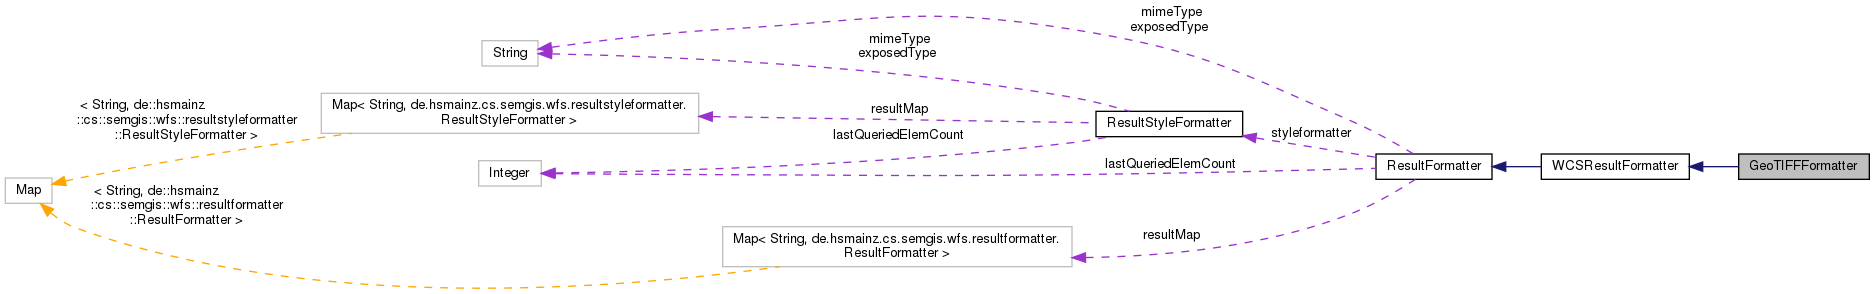 mimeType
exposedType
mimeType
exposedType
String
< String, de::hsmainz
::cs::semgis::wfs::resultstyleformatter
::ResultStyleFormatter >
Map< String, de.hsmainz.cs.semgis.wfs.resultstyleformatter.
ResultStyleFormatter >
resultMap
ResultStyleFormatter
styleformatter
lastQueriedElemCount
lastQueriedElemCount
Integer
ResultFormatter
WCSResultFormatter
GeoTIFFFormatter
Map
< String, de::hsmainz
::cs::semgis::wfs::resultformatter
::ResultFormatter >
Map< String, de.hsmainz.cs.semgis.wfs.resultformatter.
ResultFormatter >
resultMap